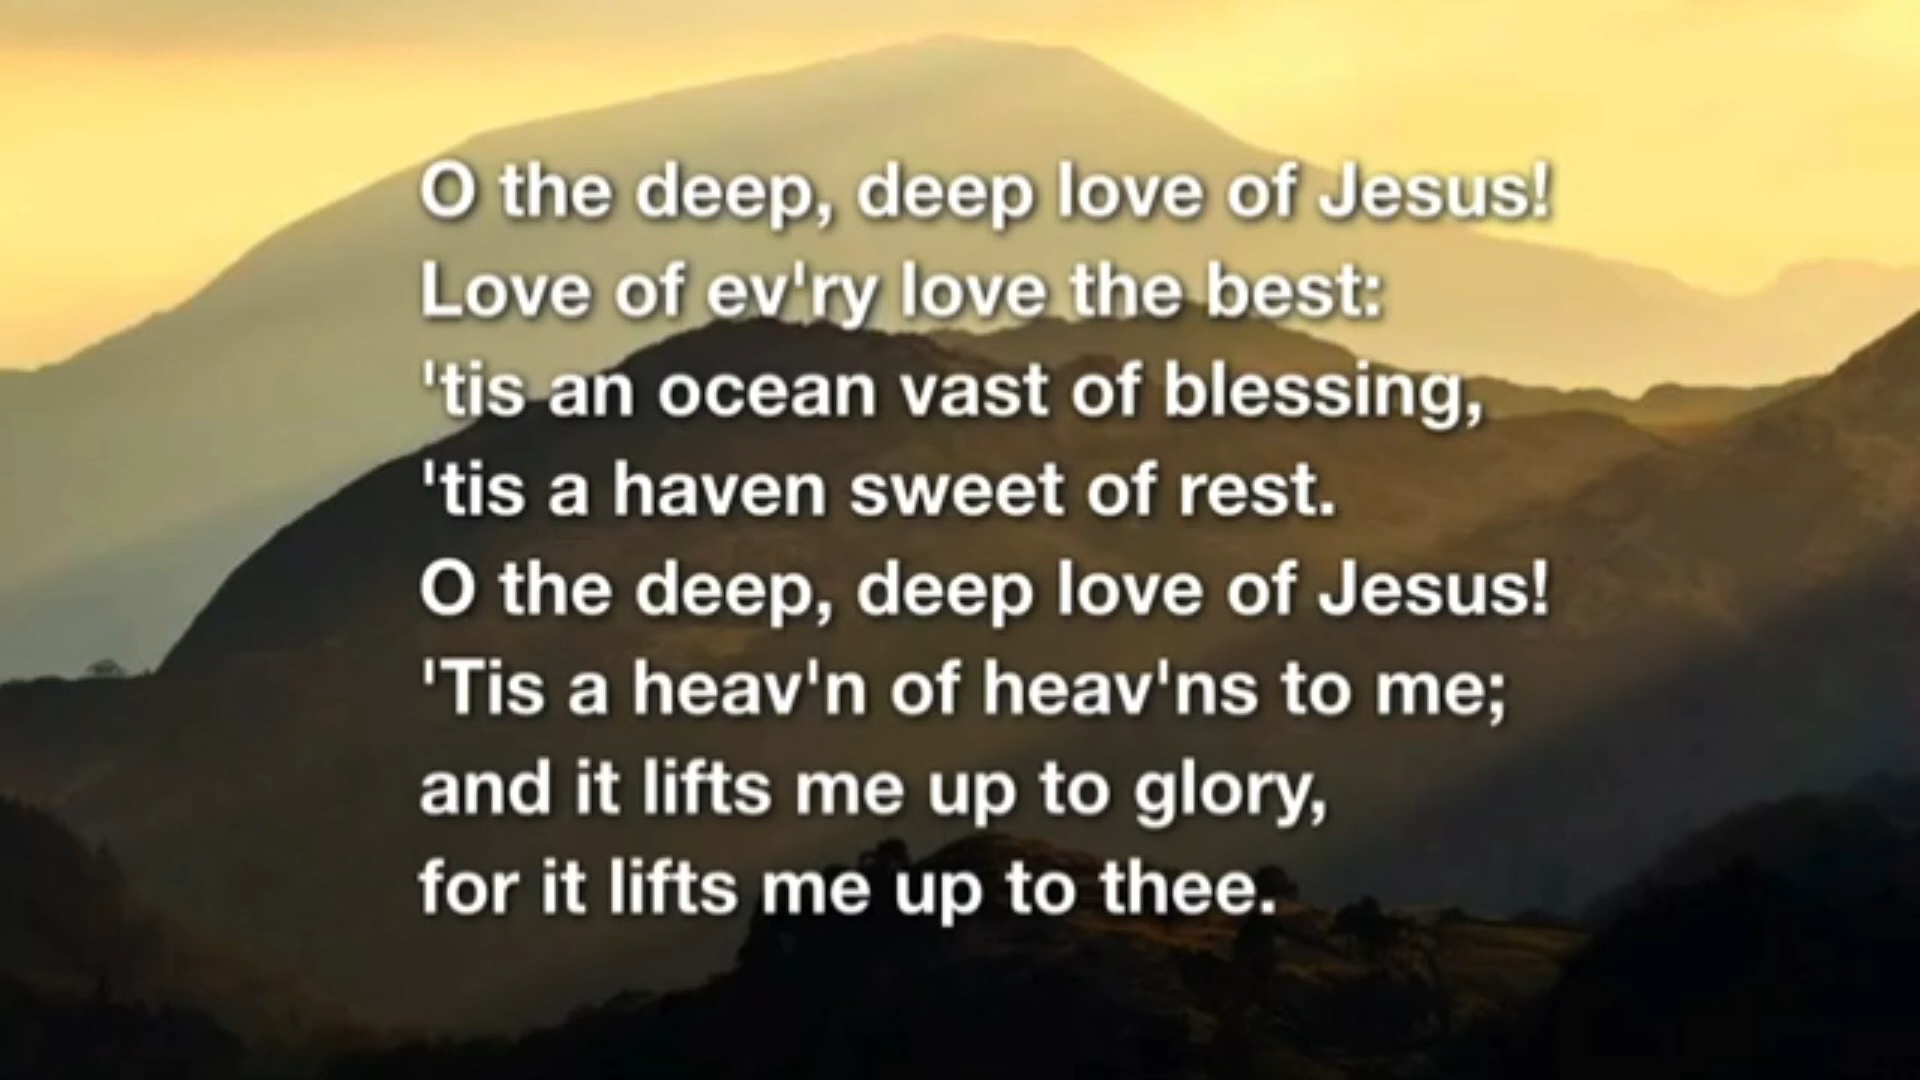 O the deep, deep love of Jesus!
Love of ev'ry love the best:
'tis an ocean vast of blessing,
'tis a haven sweet of rest.
O the deep, deep love of Jesus!
'Tis a heav'n of heav'ns to me;
and it lifts me up to glory,
for it lifts me up to thee.